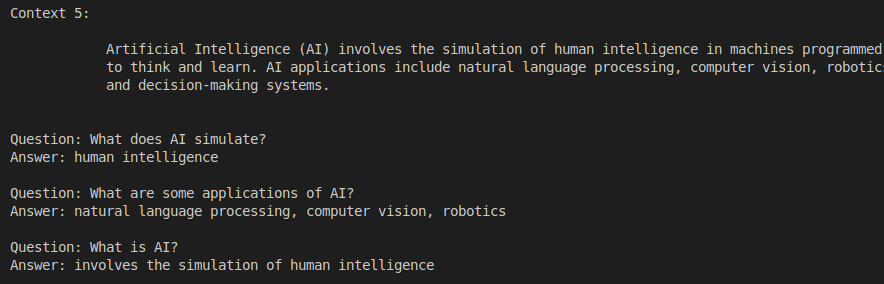 Context 5:
Artificial Intelligence (AI) involves the simulation of human intelligence in machines programmed
to think and learn. AI applications include natural language processing, computer vision, robotics
and decision-making systems.
Question: What does AI simulate?
Answer: human intelligence
Question: What are some applications of AI?
Answer: natural language processing, computer vision, robotics
Question: What is AI?
Answer: involves the simulation of human intelligence